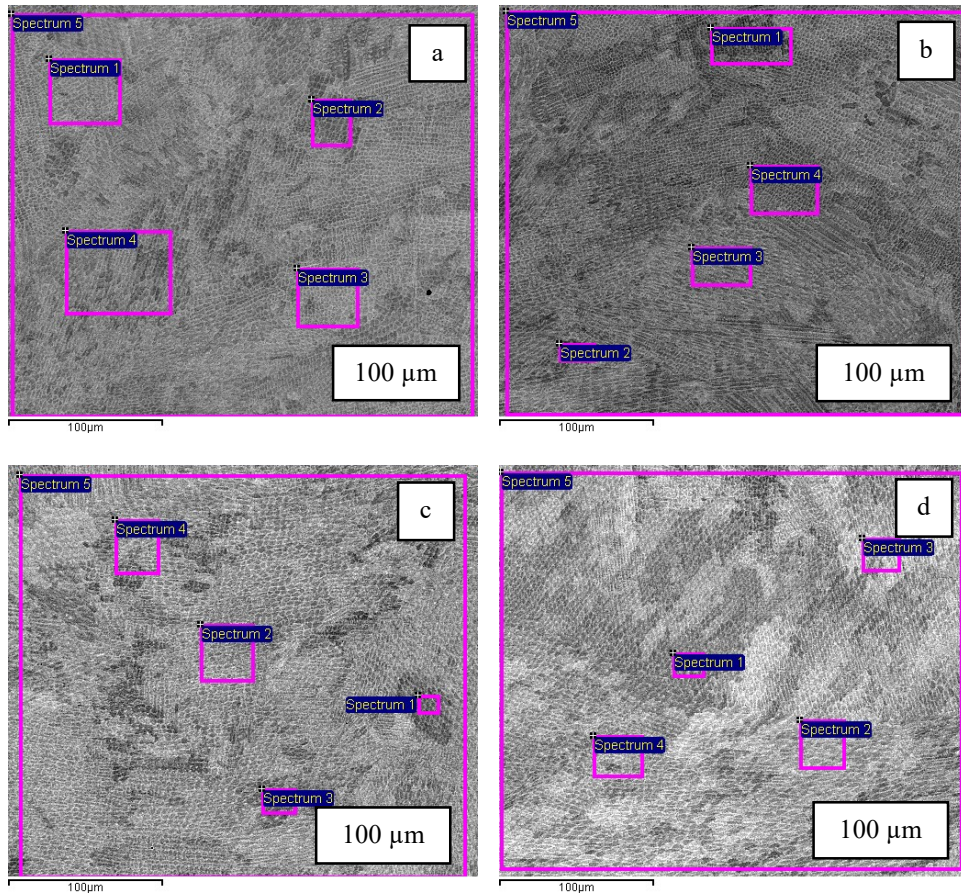 Spectrum 5
a
Spectrum 1
Spectrum 2
Spectrum 4
Spectrum 3
100 µm
100µm
Spectrum 5
Spectrum 1
b
Spectrum 4
Spectrum 3
Spectrum 2
100 µm
100µm
Spectrum 5
c
Spectrum 4
Spectrum 2
Spectrum 1
Spectrum 3
100 µm
100µm
Spectrum 5
d
Spectrum 3
Spectrum 1
Spectrum 2
Spectrum 4
100 µm
100µm